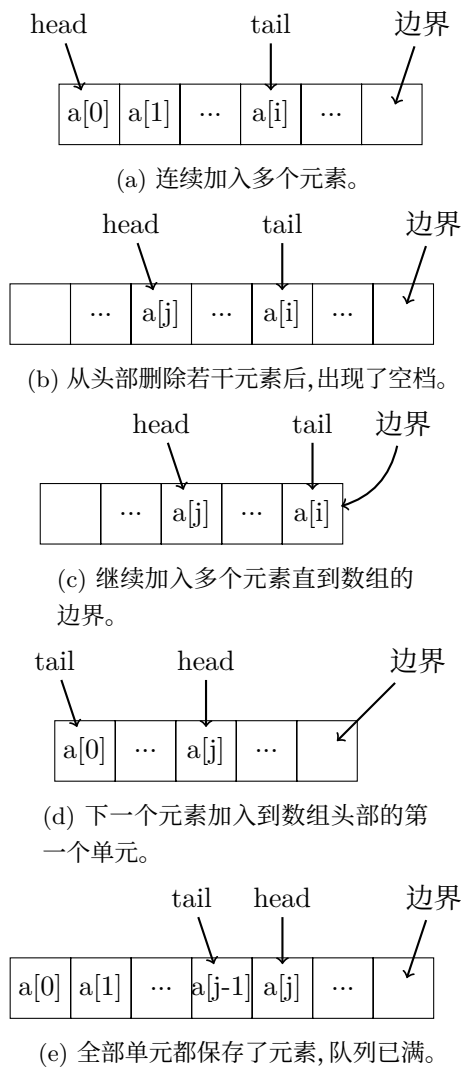 head tail 边界
a[0] a[1] ... a[i] ...
(a) 连续加入多个元素。
head tail 边界
... a[j] ... a[i] ...
(b) 从头部删除若干元素后,出现了空档。
head tail 边界
... a[j] ... a[i]
(c) 继续加入多个元素直到数组的
边界。
tail head 边界
a[0] ... a[j] ...
(d) 下一个元素加入到数组头部的第
一个单元。
tail head 边界
a[0] a[1] ... a[j-1] a[j] ...
(e) 全部单元都保存了元素,队列已满。